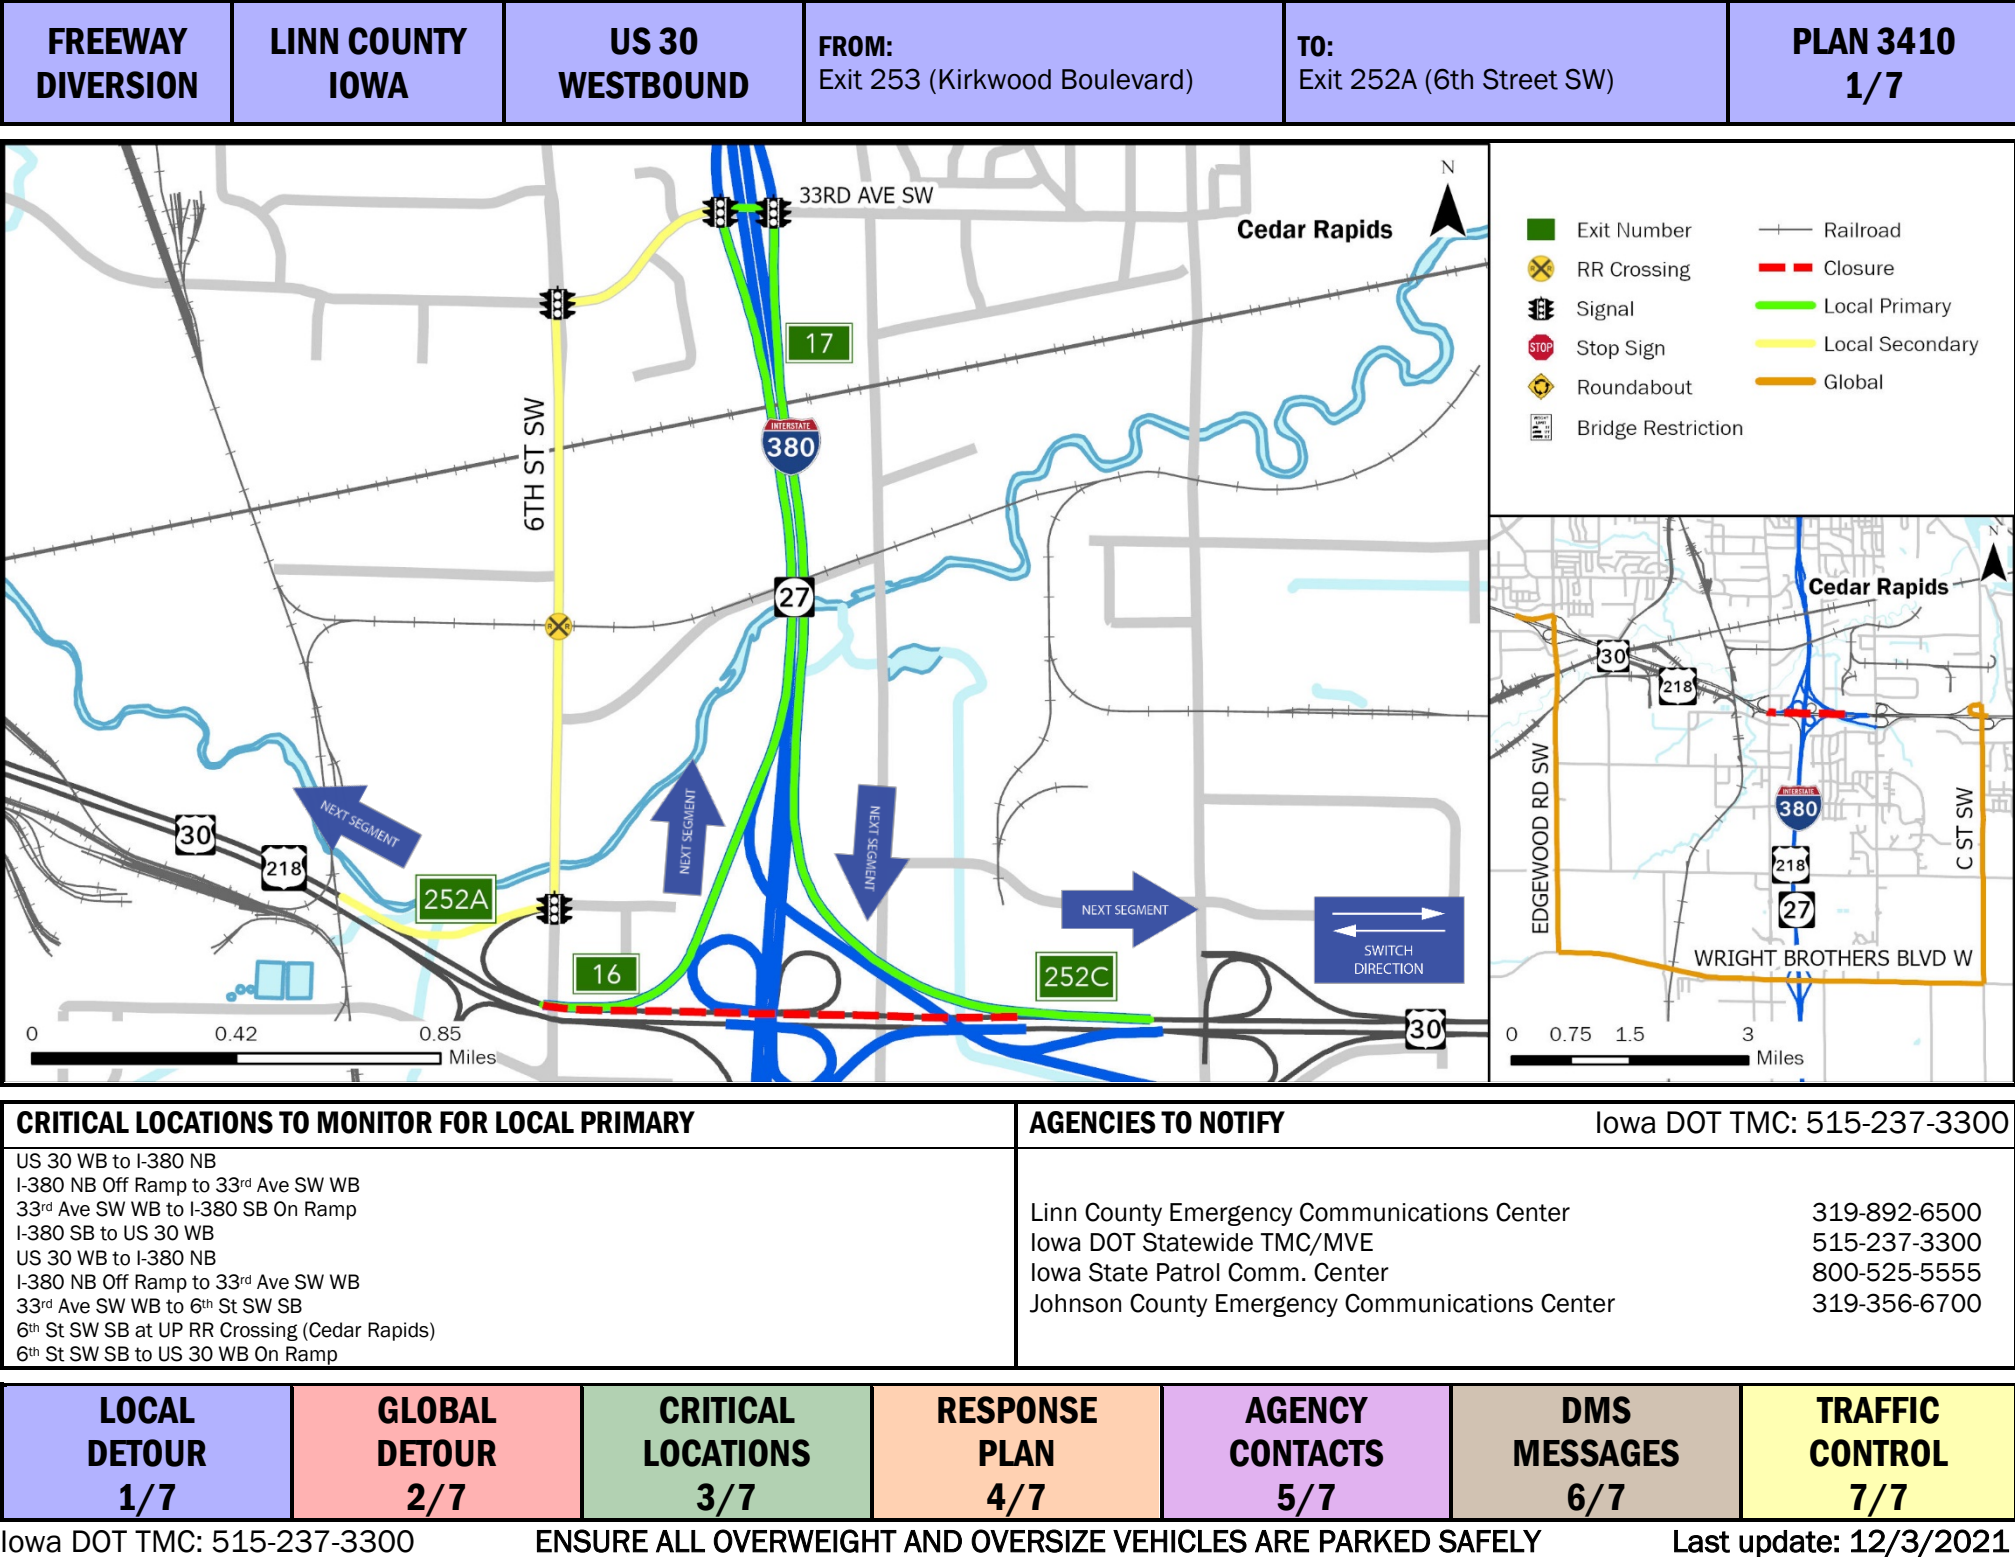 FREEWAY
DIVERSION
LINN COUNTY
IOWA
US 30
WESTBOUND
FROM:
Exit 253 (Kirkwood Boulevard)
TO:
Exit 252A (6th Street SW)
PLAN 3410
1/7
33RD AVE SW
Cedar Rapids
N
17
INTERSTATE
380
6TH ST SW
27
R R
NEXT SEGMENT
NEXT SEGMENT
NEXT SEGMENT
NEXT SEGMENT
SWITCH
DIRECTION
30
218
252A
16
252C
30
0 0.42 0.85
Miles
Exit Number
RR Crossing
Signal
STOP Stop Sign
Roundabout
Bridge Restriction
Railroad
Closure
Local Primary
Local Secondary
Global
N
Cedar Rapids
30
218
EDGEWOOD RD SW
INTERSTATE
380
218
27
C ST SW
WRIGHT BROTHERS BLVD W
0 0.75 1.5 3
Miles
CRITICAL LOCATIONS TO MONITOR FOR LOCAL PRIMARY
US 30 WB to I-380 NB
I-380 NB Off Ramp to 33rd Ave SW WB
33rd Ave SW WB to I-380 SB On Ramp
I-380 SB to US 30 WB
US 30 WB to I-380 NB
I-380 NB Off Ramp to 33rd Ave SW WB
33rd Ave SW WB to 6th St SW SB
6th St SW SB at UP RR Crossing (Cedar Rapids)
6th St SW SB to US 30 WB On Ramp
AGENCIES TO NOTIFY Iowa DOT TMC: 515-237-3300
Linn County Emergency Communications Center 319-892-6500
Iowa DOT Statewide TMC/MVE 515-237-3300
Iowa State Patrol Comm. Center 800-525-5555
Johnson County Emergency Communications Center 319-356-6700
LOCAL
DETOUR
1/7
GLOBAL
DETOUR
2/7
CRITICAL
LOCATIONS
3/7
RESPONSE
PLAN
4/7
AGENCY
CONTACTS
5/7
DMS
MESSAGES
6/7
TRAFFIC
CONTROL
7/7
Iowa DOT TMC: 515-237-3300 ENSURE ALL OVERWEIGHT AND OVERSIZE VEHICLES ARE PARKED SAFELY Last update: 12/3/2021